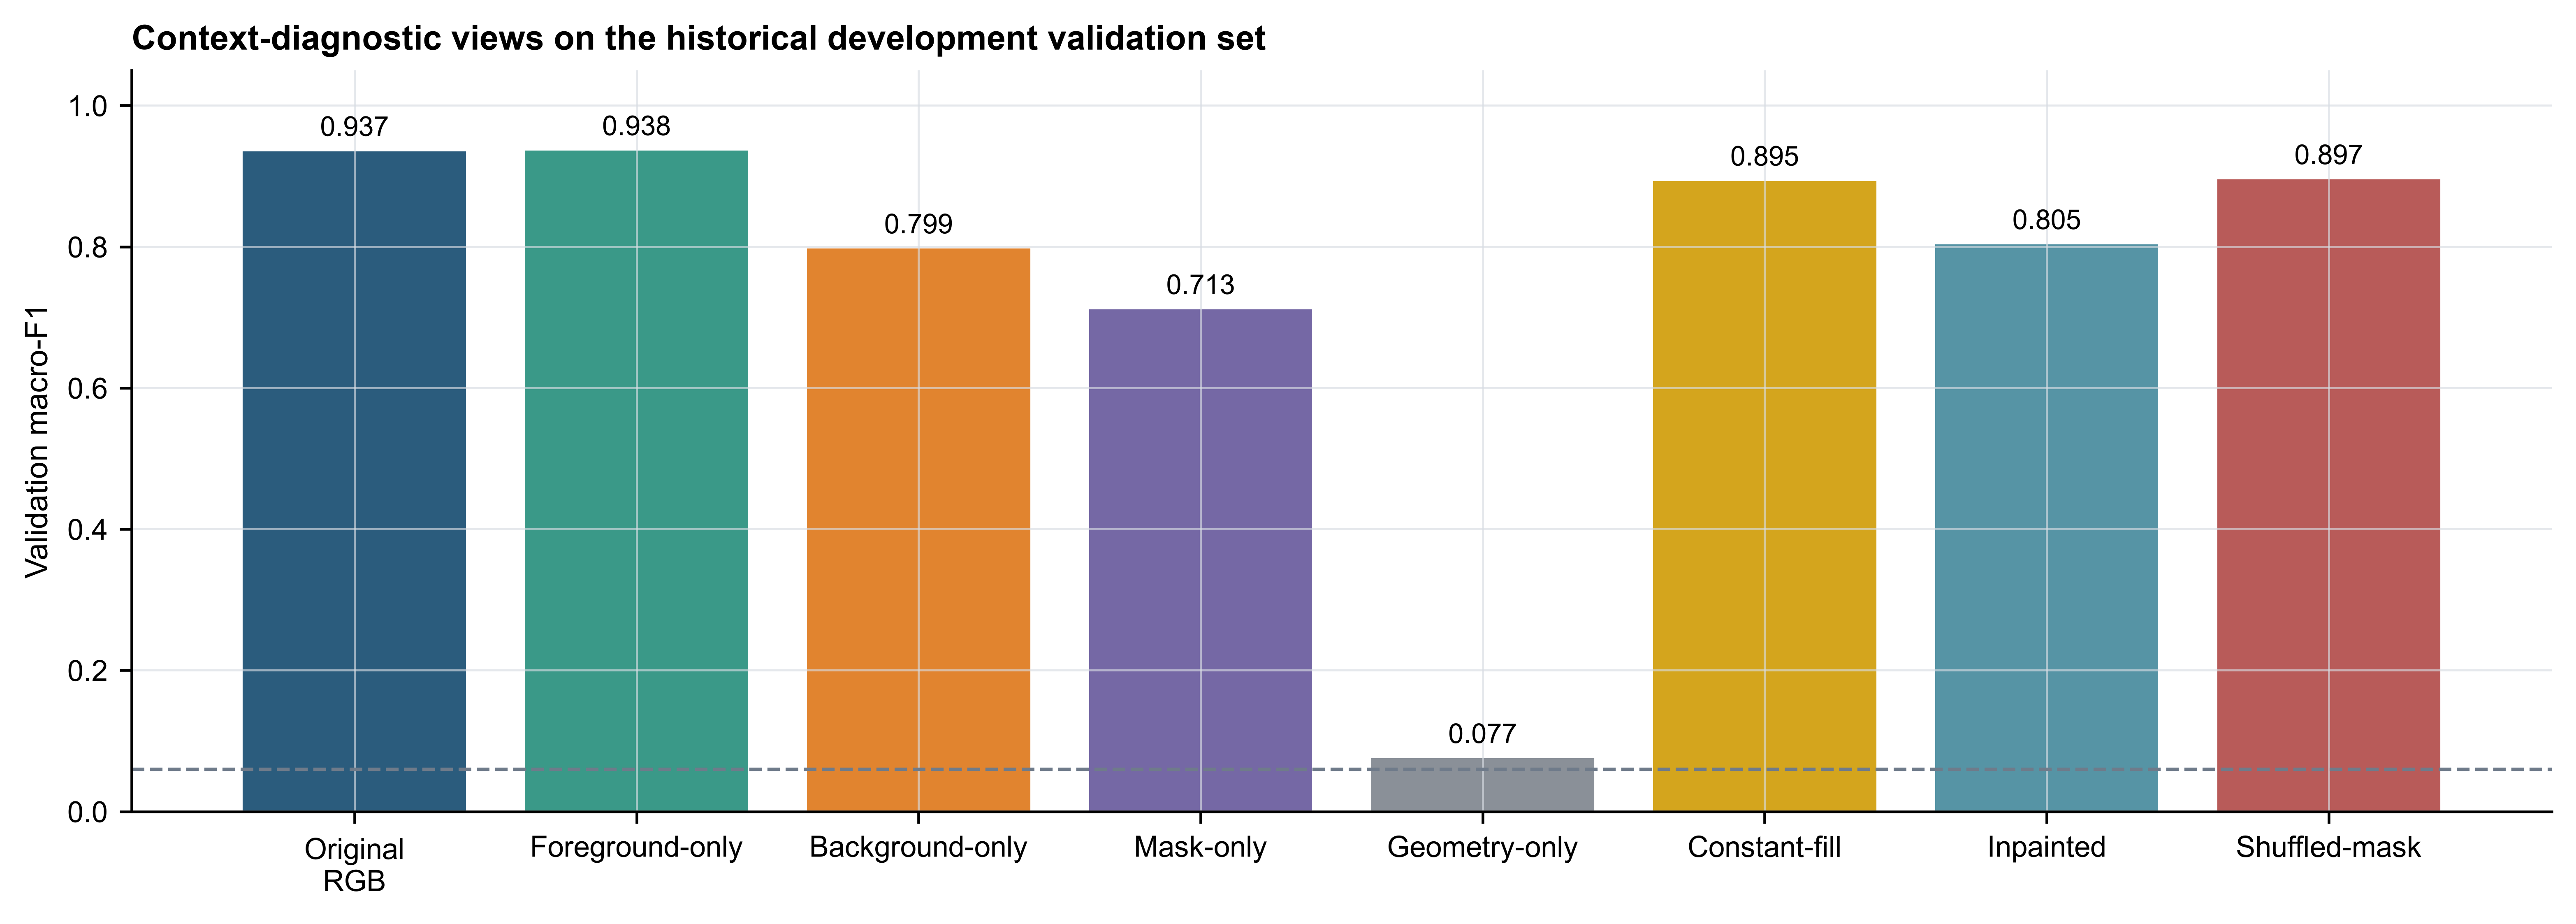 Context-diagnostic views on the historical development validation set
Validation macro-F1
1.0
0.8
0.6
0.4
0.2
0.0
0.937
0.938
0.799
0.713
0.077
0.895
0.805
0.897
Original
RGB
Foreground-only
Background-only
Mask-only
Geometry-only
Constant-fill
Inpainted
Shuffled-mask